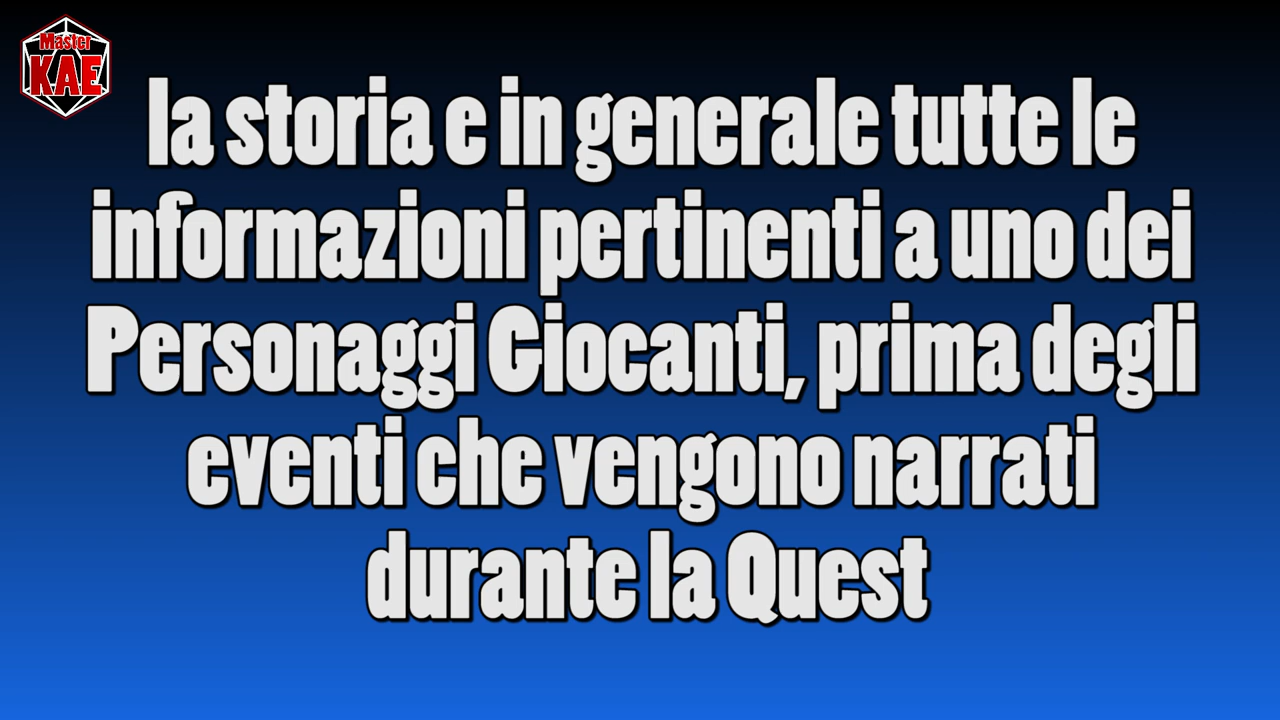 Master
KAE
la storia e in generale tutte le
informazioni pertinenti a uno dei
Personaggi Giocanti, prima degli
eventi che vengono narrati
durante la Quest